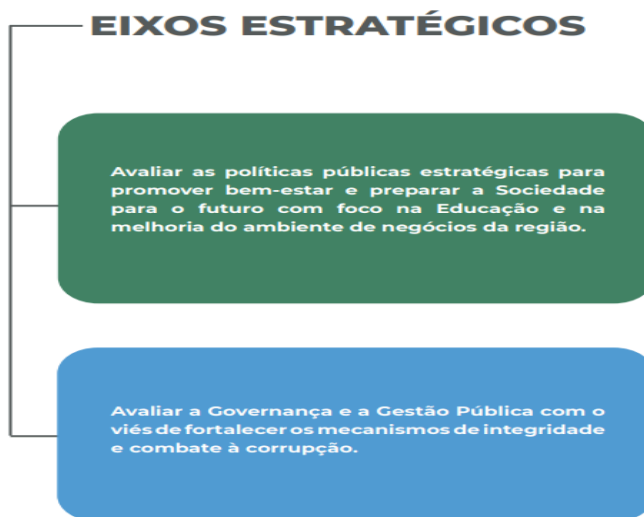 EIXOS ESTRATÉGICOS
Avaliar as políticas públicas estratégicas para
promover bem-estar e preparar a Sociedade
para o futuro com foco na Educação e na
melhoria do ambiente de negócios da região.
Avaliar a Governança e a Gestão Pública com o
viés de fortalecer os mecanismos de integridade
e combate à corrupção.